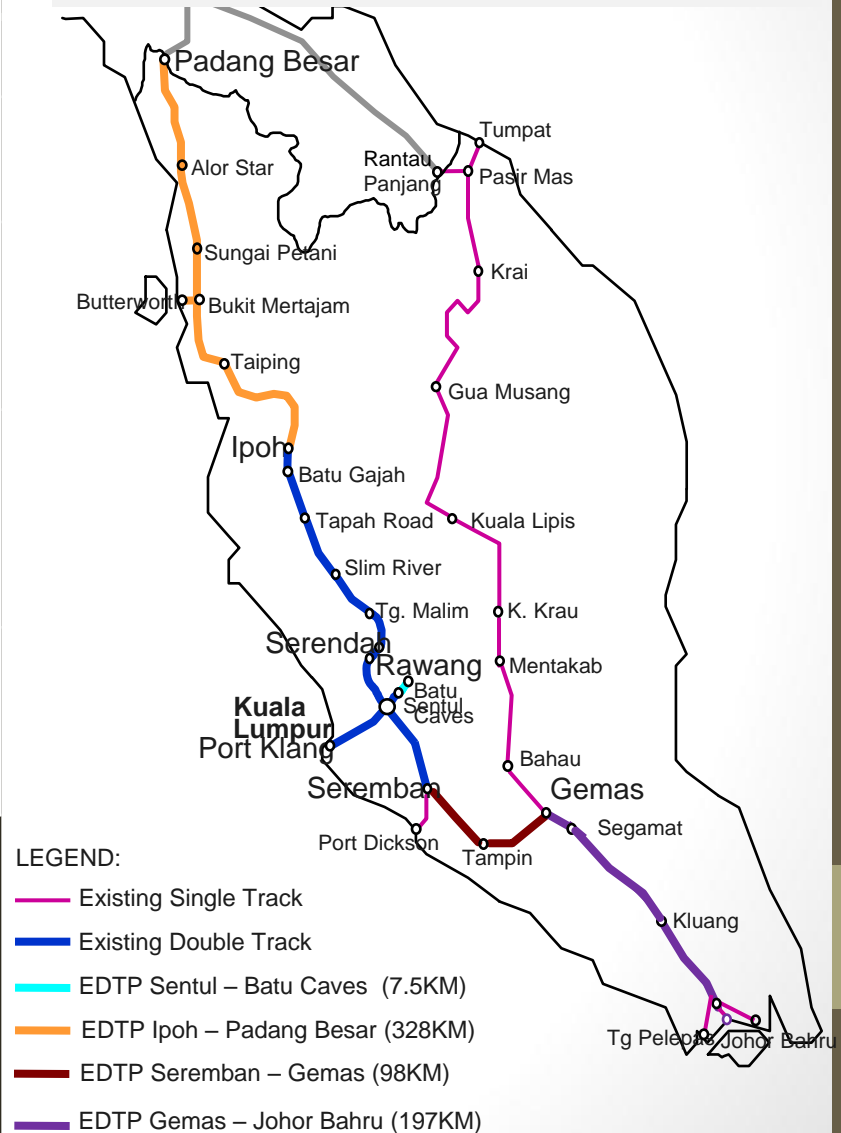 Padang Besar
Tumpat
Rantau
Panjang
Pasir Mas
Alor Star
Sungai Petani
Krai
Butterworth
Bukit Mertajam
Taiping
Gua Musang
Ipoh
Batu Gajah
Tapah Road
Kuala Lipis
Slim River
Tg. Malim
K. Krau
Serendah
Rawang
Mentakab
Batu
Caves
Sentul
Kuala
Lumpur
Port Klang
Bahau
Seremban
Gemas
Segamat
Port Dickson
Tampin
Kluang
Tg Pelepas
Johor Bahru
LEGEND:
Existing Single Track
Existing Double Track
EDTP Sentul – Batu Caves (7.5KM)
EDTP Ipoh – Padang Besar (328KM)
EDTP Seremban – Gemas (98KM)
EDTP Gemas – Johor Bahru (197KM)